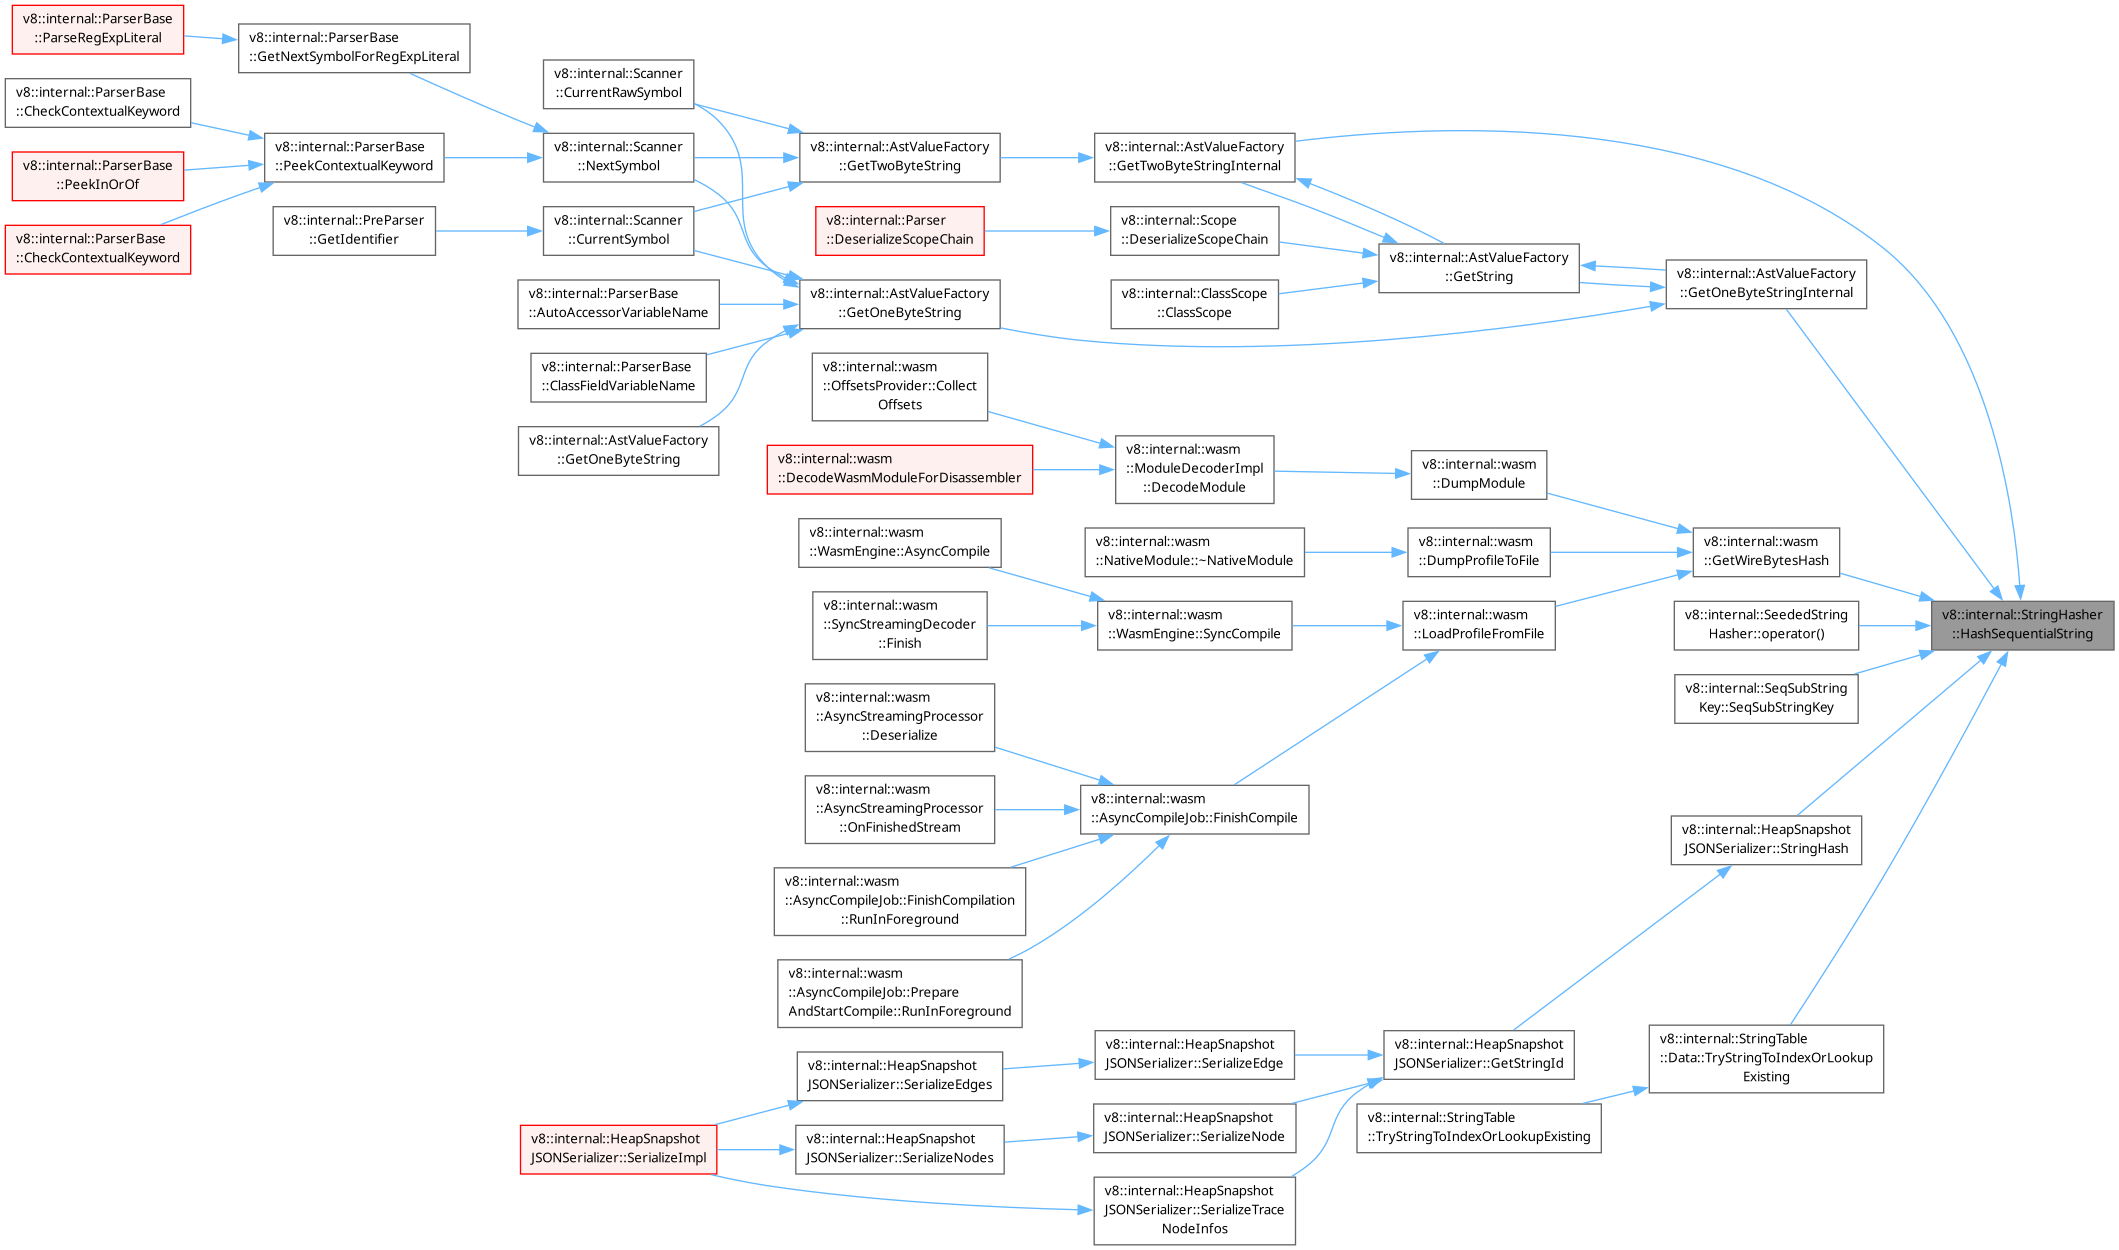 v8::internal::ParserBase
::ParseRegExpLiteral
v8::internal::ParserBase
::GetNextSymbolForRegExpLiteral
v8::internal::ParserBase
::CheckContextualKeyword
v8::internal::ParserBase
::PeekInOrOf
v8::internal::ParserBase
::CheckContextualKeyword
v8::internal::ParserBase
::PeekContextualKeyword
v8::internal::PreParser
::GetIdentifier
v8::internal::Scanner
::CurrentRawSymbol
v8::internal::Scanner
::NextSymbol
v8::internal::Scanner
::CurrentSymbol
v8::internal::ParserBase
::AutoAccessorVariableName
v8::internal::ParserBase
::ClassFieldVariableName
v8::internal::AstValueFactory
::GetOneByteString
v8::internal::AstValueFactory
::GetTwoByteString
v8::internal::Parser
::DeserializeScopeChain
v8::internal::AstValueFactory
::GetOneByteString
v8::internal::AstValueFactory
::GetTwoByteStringInternal
v8::internal::Scope
::DeserializeScopeChain
v8::internal::ClassScope
::ClassScope
v8::internal::AstValueFactory
::GetString
v8::internal::AstValueFactory
::GetOneByteStringInternal
v8::internal::wasm
::OffsetsProvider::Collect
Offsets
v8::internal::wasm
::DecodeWasmModuleForDisassembler
v8::internal::wasm
::ModuleDecoderImpl
::DecodeModule
v8::internal::wasm
::DumpModule
v8::internal::wasm
::WasmEngine::AsyncCompile
v8::internal::wasm
::NativeModule::~NativeModule
v8::internal::wasm
::DumpProfileToFile
v8::internal::wasm
::GetWireBytesHash
v8::internal::wasm
::SyncStreamingDecoder
::Finish
v8::internal::wasm
::WasmEngine::SyncCompile
v8::internal::wasm
::LoadProfileFromFile
v8::internal::SeededString
Hasher::operator()
v8::internal::StringHasher
::HashSequentialString
v8::internal::SeqSubString
Key::SeqSubStringKey
v8::internal::wasm
::AsyncStreamingProcessor
::Deserialize
v8::internal::wasm
::AsyncStreamingProcessor
::OnFinishedStream
v8::internal::wasm
::AsyncCompileJob::FinishCompile
v8::internal::HeapSnapshot
JSONSerializer::StringHash
v8::internal::wasm
::AsyncCompileJob::FinishCompilation
::RunInForeground
v8::internal::wasm
::AsyncCompileJob::Prepare
AndStartCompile::RunInForeground
v8::internal::HeapSnapshot
JSONSerializer::SerializeEdges
v8::internal::HeapSnapshot
JSONSerializer::SerializeEdge
v8::internal::HeapSnapshot
JSONSerializer::GetStringId
v8::internal::StringTable
::Data::TryStringToIndexOrLookup
Existing
v8::internal::HeapSnapshot
JSONSerializer::SerializeImpl
v8::internal::HeapSnapshot
JSONSerializer::SerializeNodes
v8::internal::HeapSnapshot
JSONSerializer::SerializeNode
v8::internal::StringTable
::TryStringToIndexOrLookupExisting
v8::internal::HeapSnapshot
JSONSerializer::SerializeTrace
NodeInfos